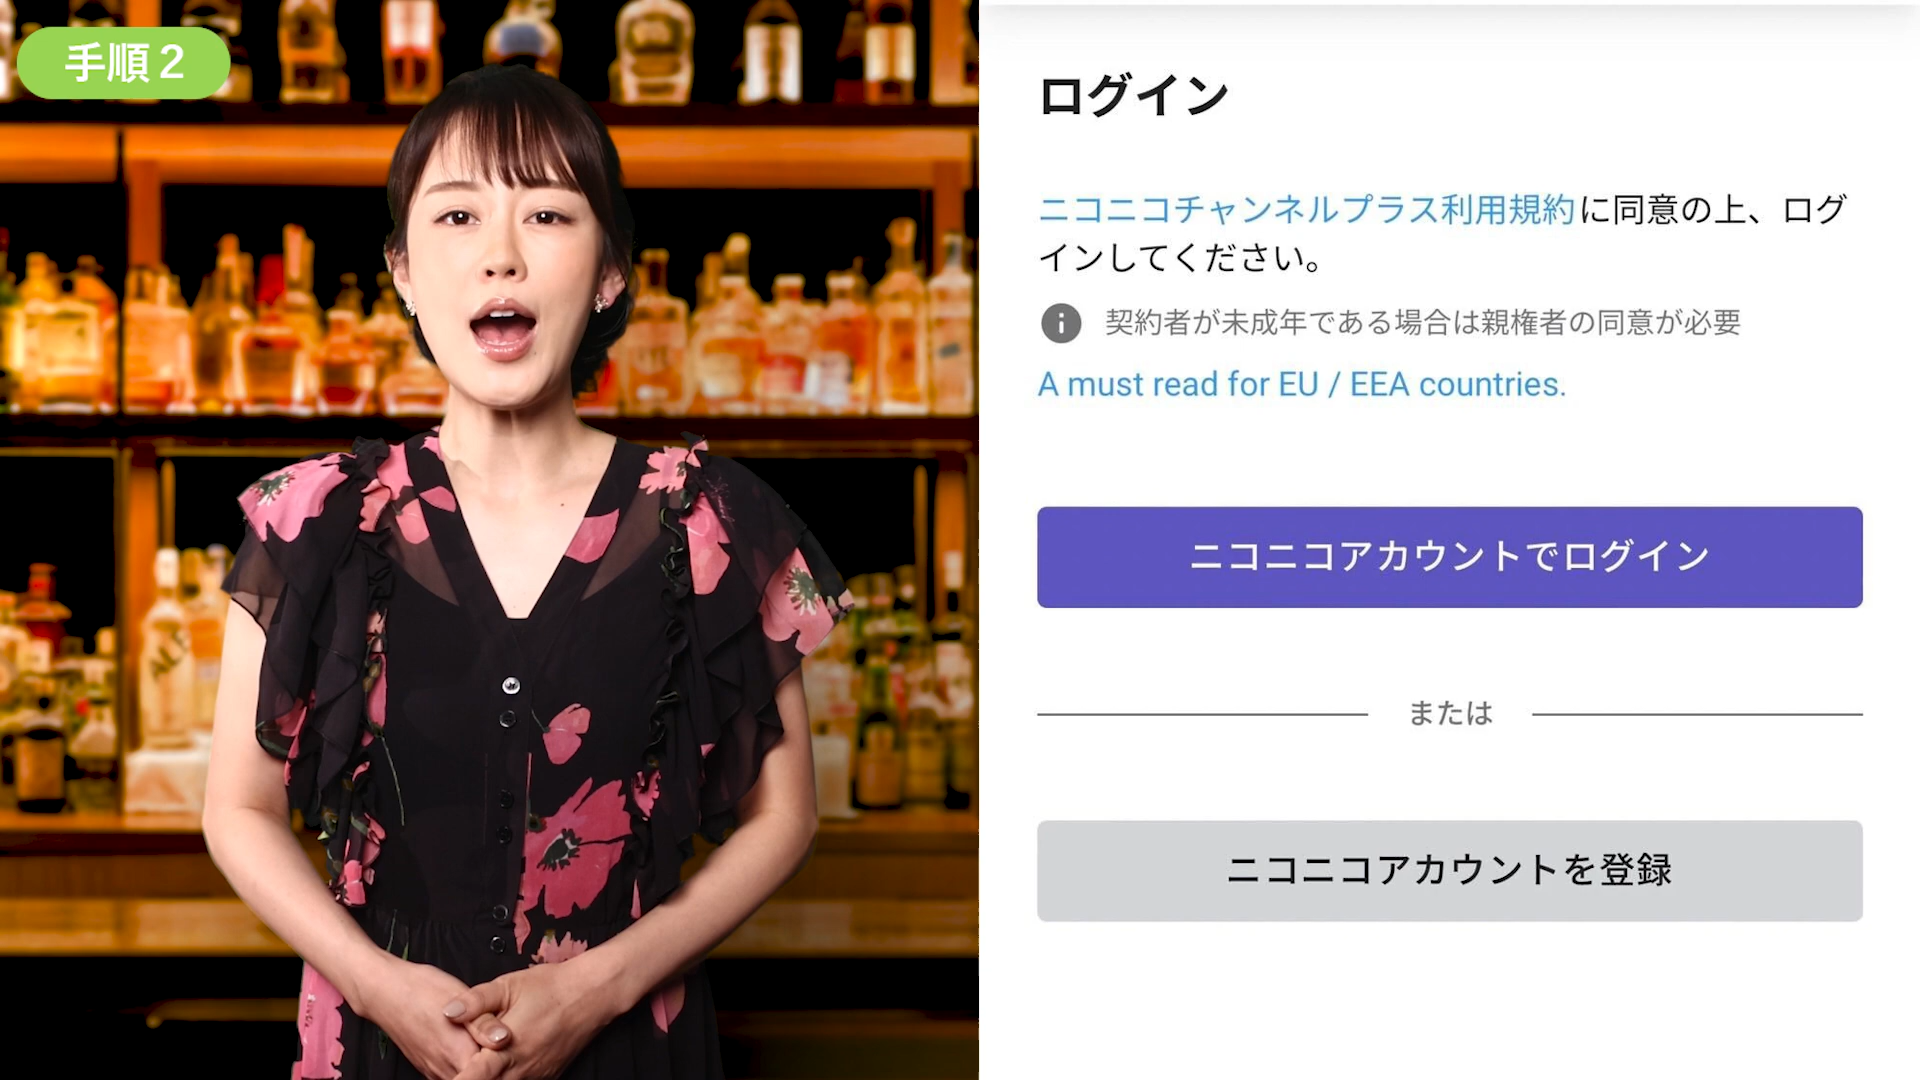 手順2
ログイン
ニコニコチャンネルプラス利用規約に同意の上、ログ
インしてください。
契約者が未成年である場合は親権者の同意が必要
A must read for EU / EEA countries.
ニコニコアカウントでログイン
または
ニコニコアカウントを登録